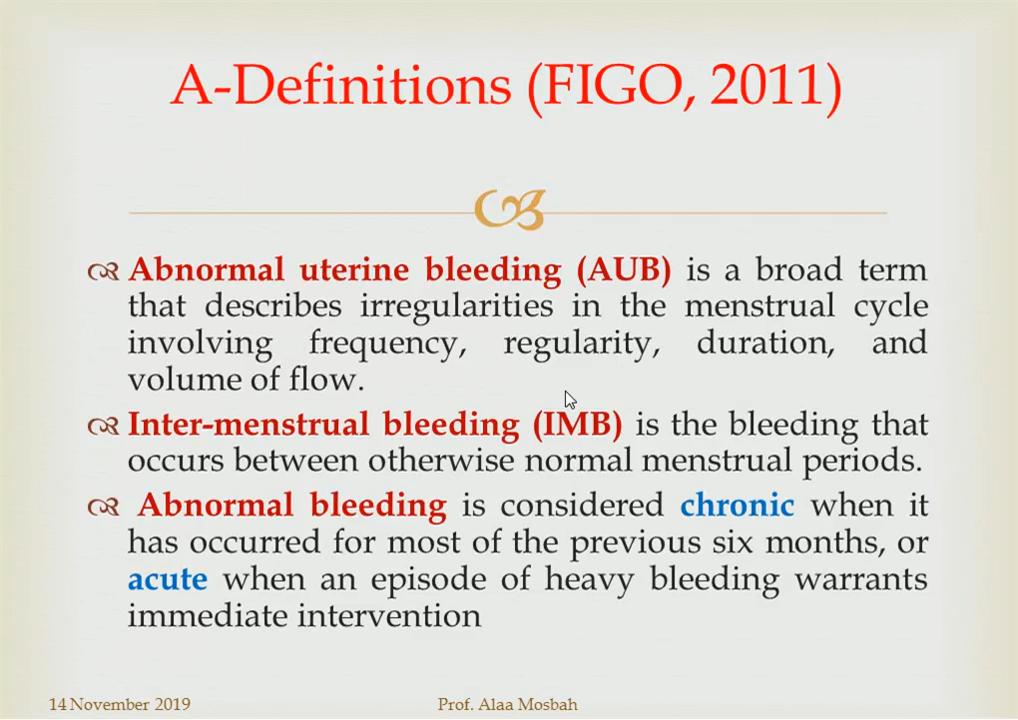 A-Definitions (FIGO, 2011)
Abnormal uterine bleeding (AUB) is a broad term
that describes irregularities in the menstrual cycle
involving frequency, regularity, duration, and
volume of flow.
Inter-menstrual bleeding (IMB) is the bleeding that
occurs between otherwise normal menstrual periods.
Abnormal bleeding is considered chronic when it
has occurred for most of the previous six months, or
acute when an episode of heavy bleeding warrants
immediate intervention
14 November 2019
Prof. Alaa Mosbah